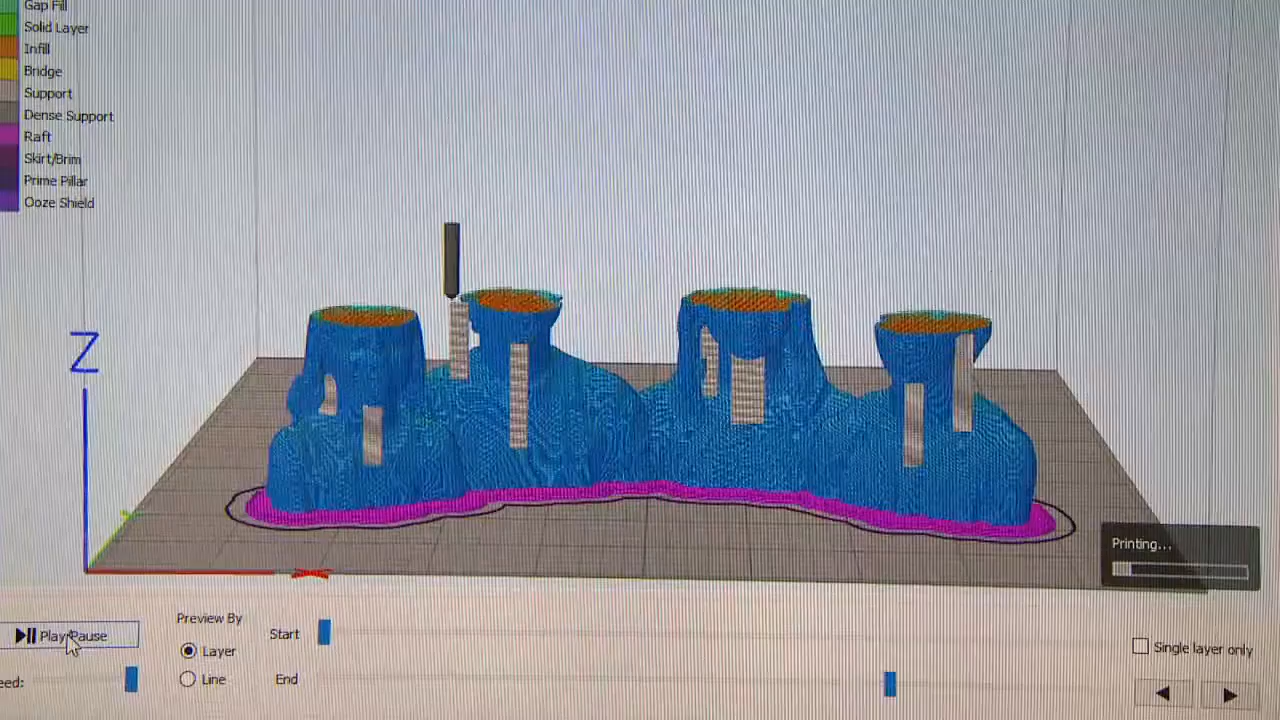 Gap Fill
Solid Layer
Infill
Bridge
Support
Dense Support
Raft
Skirt/Brim
Prime Pillar
Ooze Shield
Z
Printing...
Play/Pause
Preview By
Start
Layer
Single layer only
eed:
Line
End